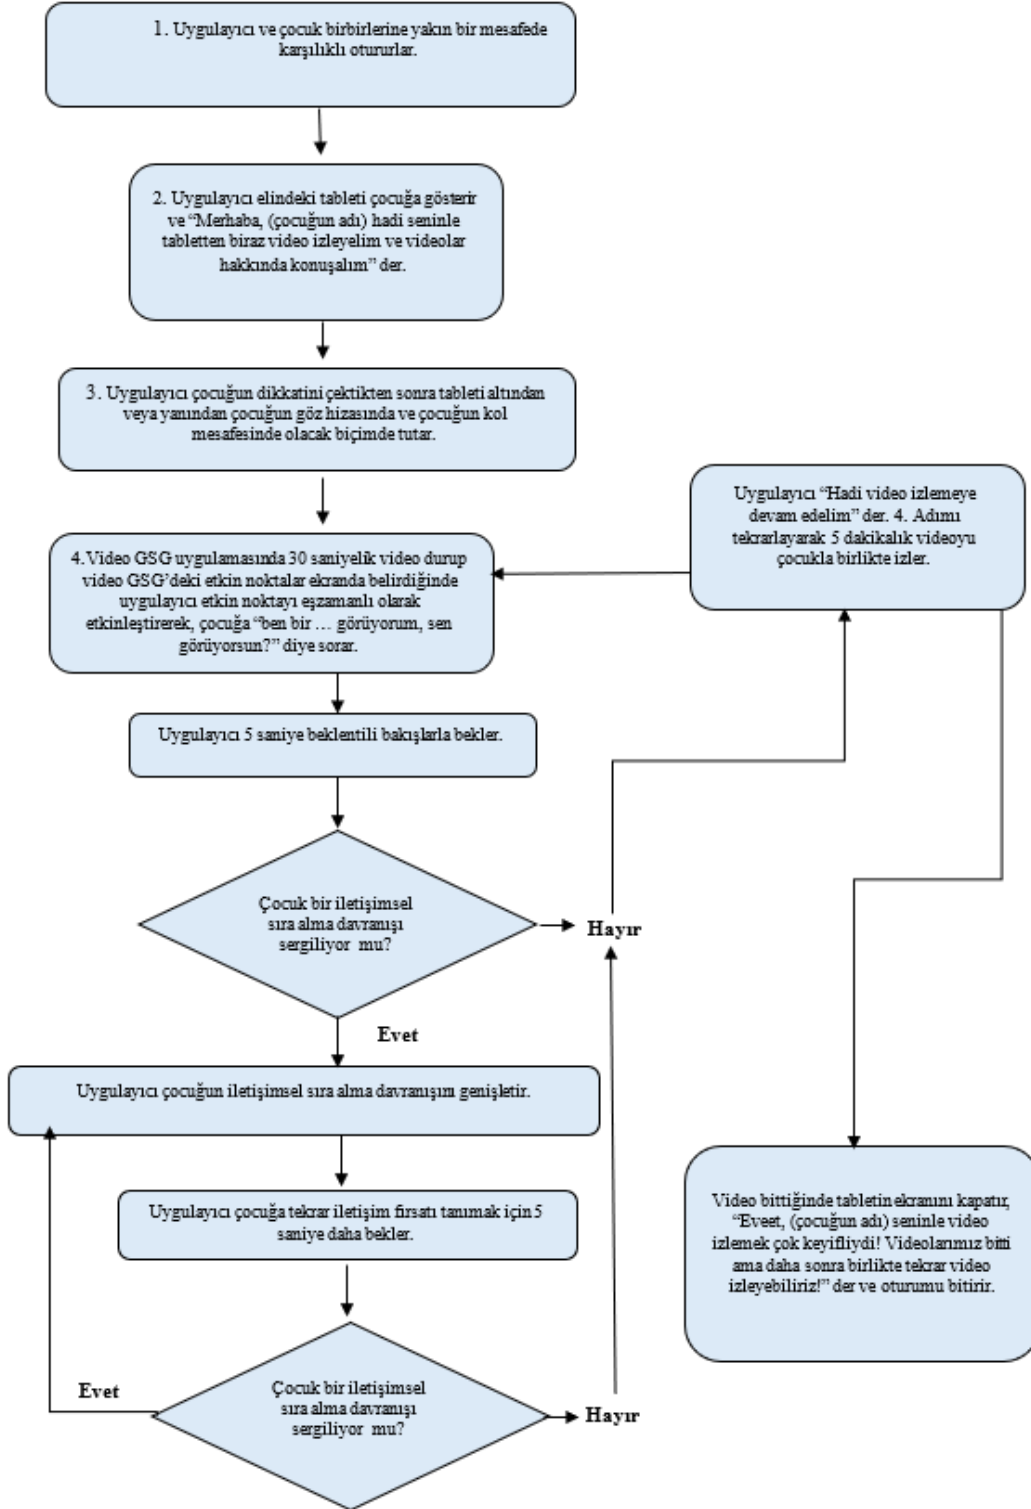 1. Uygulayıcı ve çocuk birbirlerine yakın bir mesafede
karşılıklı otururlar.
2. Uygulayıcı elindeki tableti çocuğa gösterir
ve “Merhaba, (çocuğun adı) hadi seninle
tabletten biraz video izleyelim ve videolar
hakkında konuşalım” der.
3. Uygulayıcı çocuğun dikkatini çektikten sonra tableti altından
veya yanından çocuğun göz hizasında ve çocuğun kol
mesafesinde olacak biçimde tutar.
4. Video GSG uygulamasında 30 saniyelik video durup
video GSG’deki etkin noktalar ekranda belirdiğinde
uygulayıcı etkin noktayı eşzamanlı olarak
etkinleştirerek, çocuğa “ben bir … görüyorum, sen
görüyorsun?” diye sorar.
Uygulayıcı “Hadi video izlemeye
devam edelim” der. 4. Adımı
tekrarlayarak 5 dakikalık videoyu
çocukla birlikte izler.
Uygulayıcı 5 saniye beklentili bakışlarla bekler.
Çocuk bir iletişimsel
sıra alma davranışı
sergiliyor mu?
Hayır
Evet
Uygulayıcı çocuğun iletişimsel sıra alma davranışını genişletir.
Uygulayıcı çocuğa tekrar iletişim fırsatı tanımak için 5
saniye daha bekler.
Video bittiğinde tabletin ekranını kapatır,
“Eveet, (çocuğun adı) seninle video
izlemek çok keyifliydi! Videolarımız bitti
ama daha sonra birlikte tekrar video
izleyebiliriz!” der ve oturumu bitirir.
Evet
Çocuk bir iletişimsel
sıra alma davranışı
sergiliyor mu?
Hayır